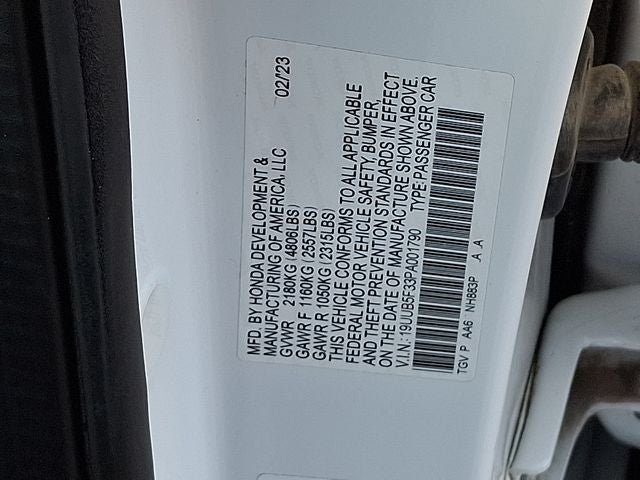 MFD. BY HONDA DEVELOPMENT &
MANUFACTURING OF AMERICA, LLC 02/23
GVWR 2180KG (4806LBS)
GAWR F 1160KG (2557LBS)
GAWR R 1050KG (2315LBS)
THIS VEHICLE CONFORMS TO ALL APPLICABLE
FEDERAL MOTOR VEHICLE SAFETY, BUMPER,
AND THEFT PREVENTION STANDARDS IN EFFECT
ON THE DATE OF MANUFACTURE SHOWN ABOVE.
V.I.N.: 19UUB5F33PA001790 TYPE:PASSENGER CAR
TGV P AA6 NH883P A A